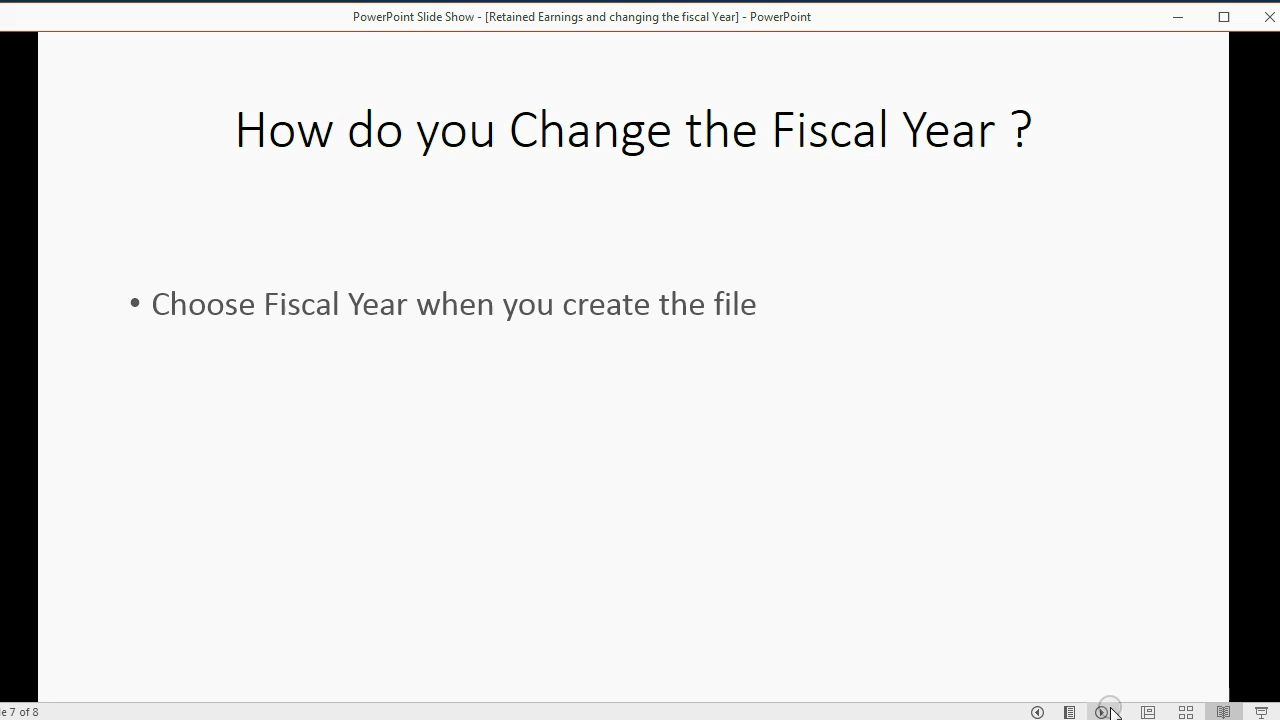 PowerPoint Slide Show - [Retained Earnings and changing the fiscal Year] - PowerPoint
How do you Change the Fiscal Year ?
• Choose Fiscal Year when you create the file
e 7 of 8